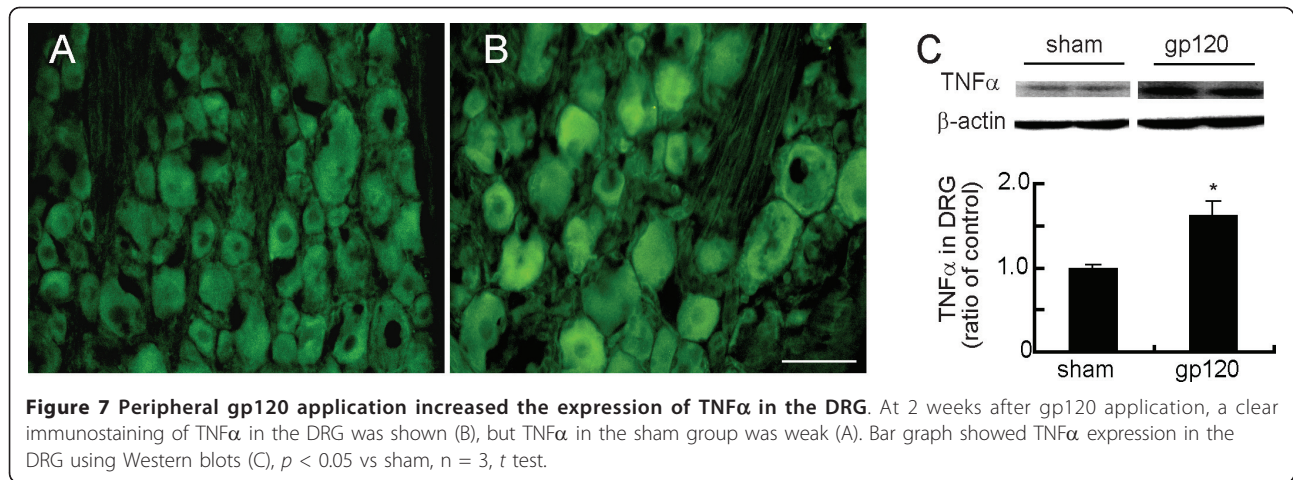 A
B
C
sham gp120
TNFα
β-actin
TNFα in DRG
(ratio of control)
2.0
1.0
0
*
sham gp120
Figure 7 Peripheral gp120 application increased the expression of TNFα in the DRG. At 2 weeks after gp120 application, a clear
immunostaining of TNFα in the DRG was shown (B), but TNFα in the sham group was weak (A). Bar graph showed TNFα expression in the
DRG using Western blots (C), p < 0.05 vs sham, n = 3, t test.